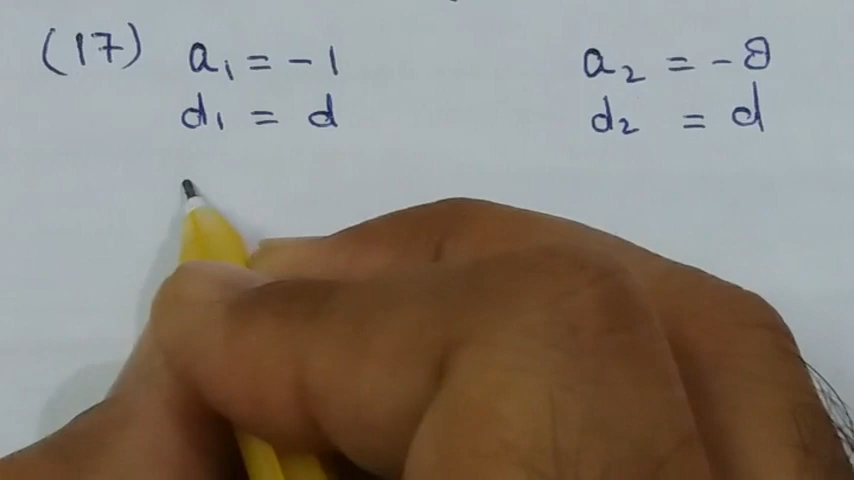 (17) a₁ = -1 a₂ = -8
d₁ = d d₂ = d